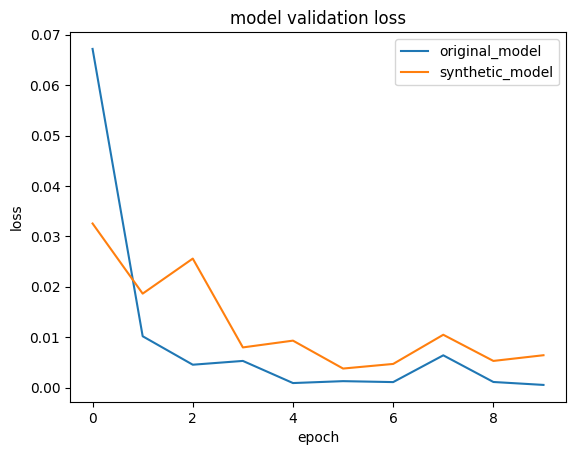 model validation loss
0.07
0.06
0.05
0.04
0.03
0.02
0.01
0.00
loss
original_model
synthetic_model
0 2 4 6 8
epoch